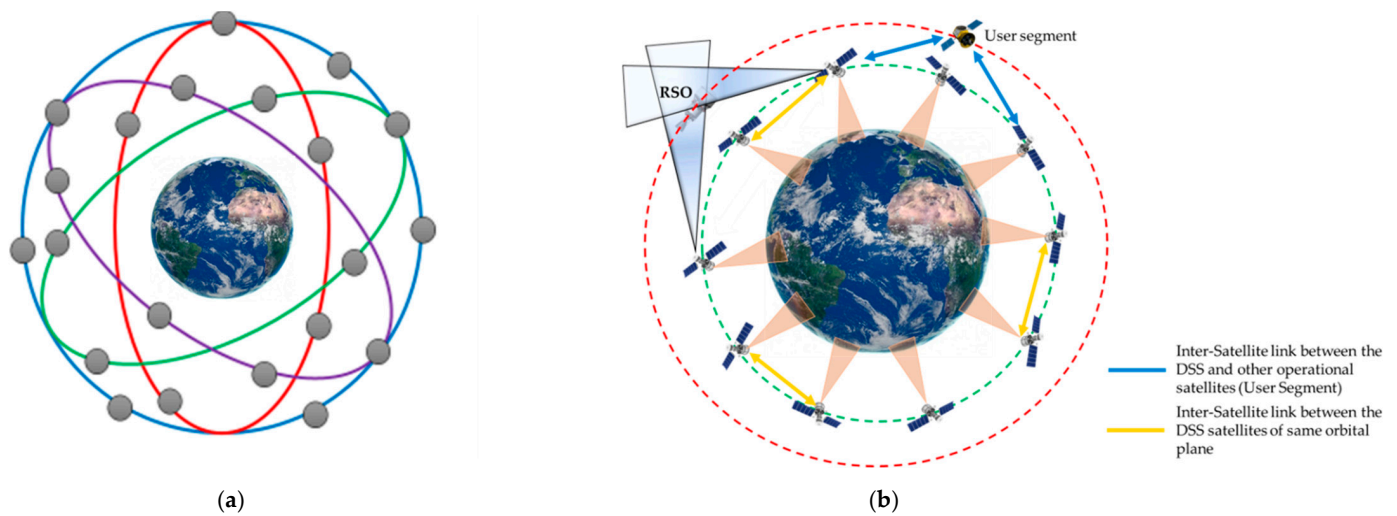 User segment
RSO
Inter-Satellite link between the
DSS and other operational
satellites (User Segment)
Inter-Satellite link between the
DSS satellites of same orbital
plane
(a)
(b)